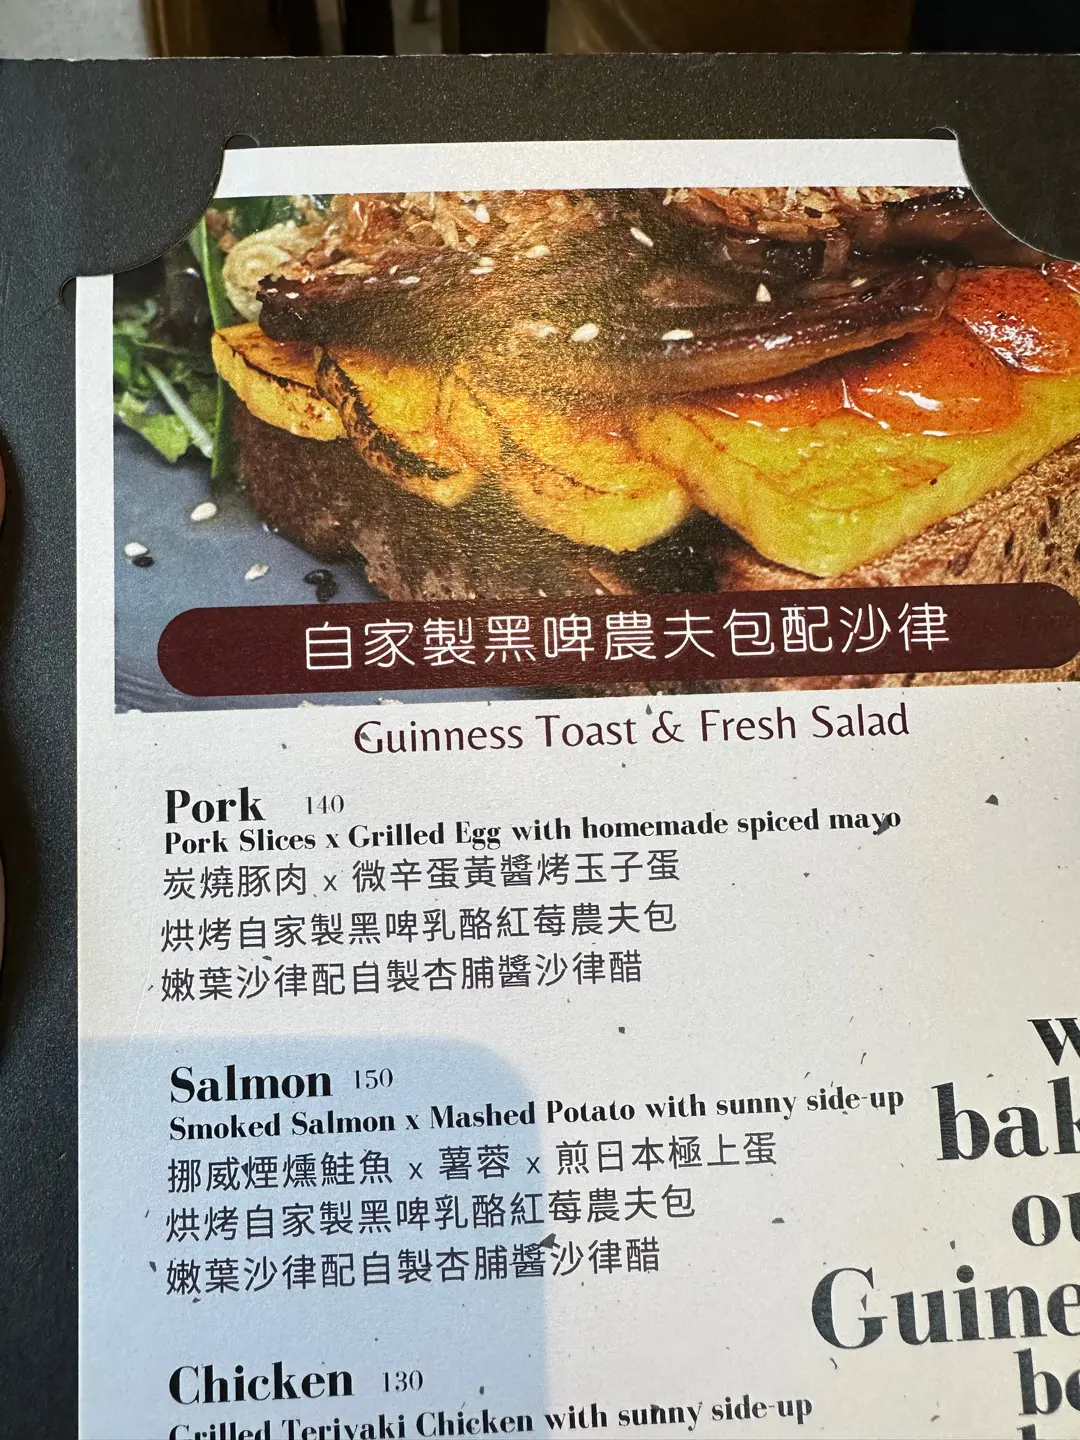 自家製黑啤農夫包配沙律
Guinness Toast & Fresh Salad
Pork 140
Pork Slices x Grilled Egg with homemade spiced mayo
炭燒豚肉 x 微辛蛋黃醬烤玉子蛋
烘烤自家製黑啤乳酪紅莓農夫包
嫩葉沙律配自製杏脯醬沙律醋
Salmon 150
Smoked Salmon x Mashed Potato with sunny side-up
挪威煙燻鮭魚 x 薯蓉 x 煎日本極上蛋
烘烤自家製黑啤乳酪紅莓農夫包
嫩葉沙律配自製杏脯醬沙律醋
Chicken 130
Grilled Teriyaki Chicken with sunny side-up